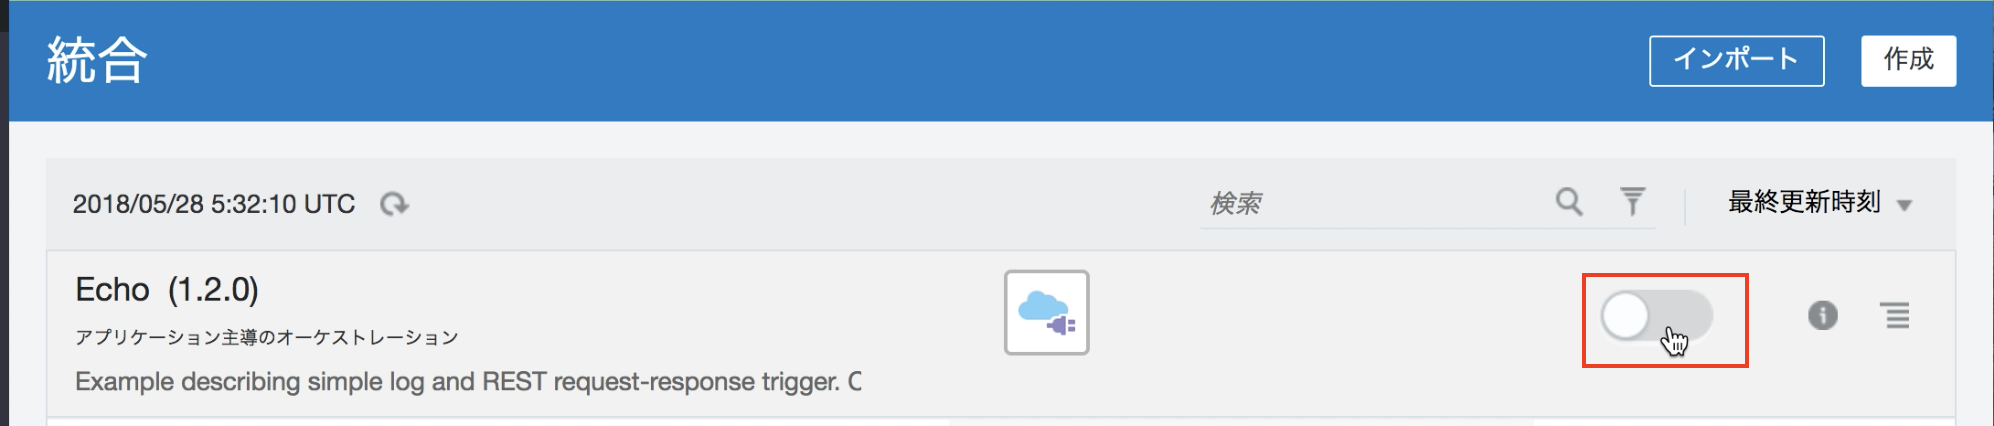 統合
インポート
作成
2018/05/28 5:32:10 UTC
検索
最終更新時刻
Echo (1.2.0)
アプリケーション主導のオーケストレーション
Example describing simple log and REST request-response trigger. C